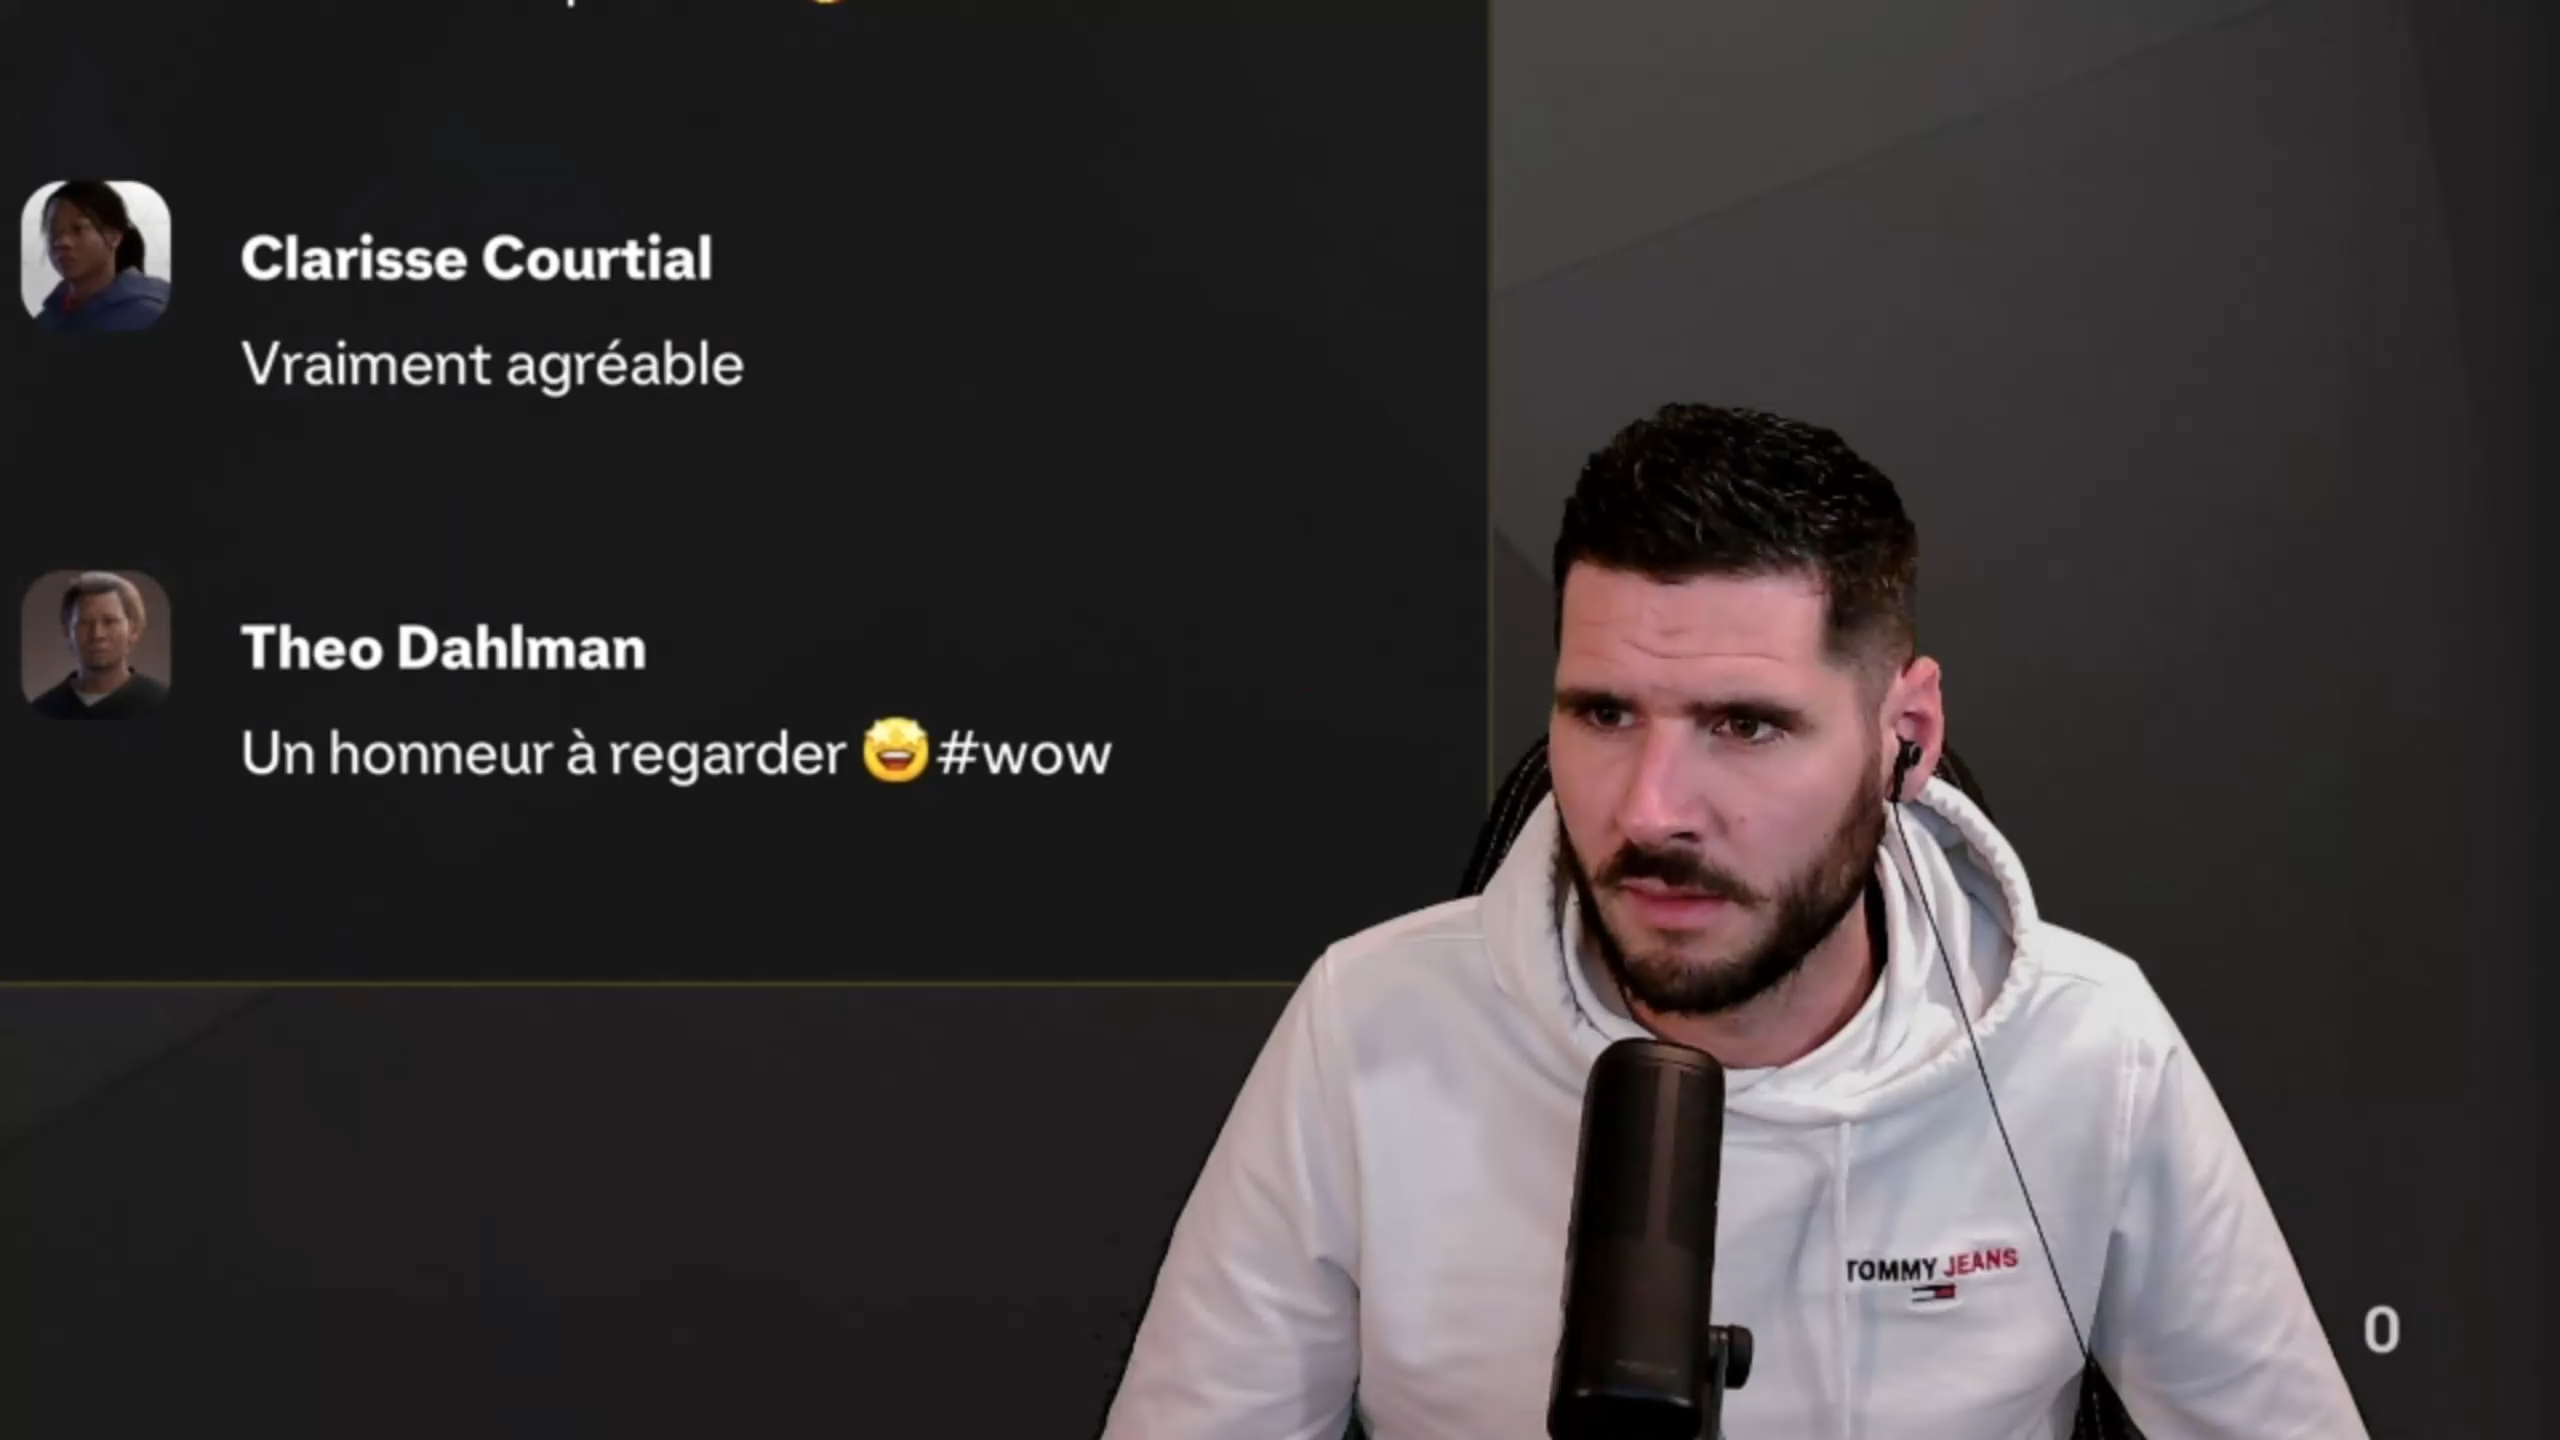 Clarisse Courtial
Vraiment agréable
Theo Dahlman
Un honneur à regarder 🤩#wow
TOMMY JEANS
0